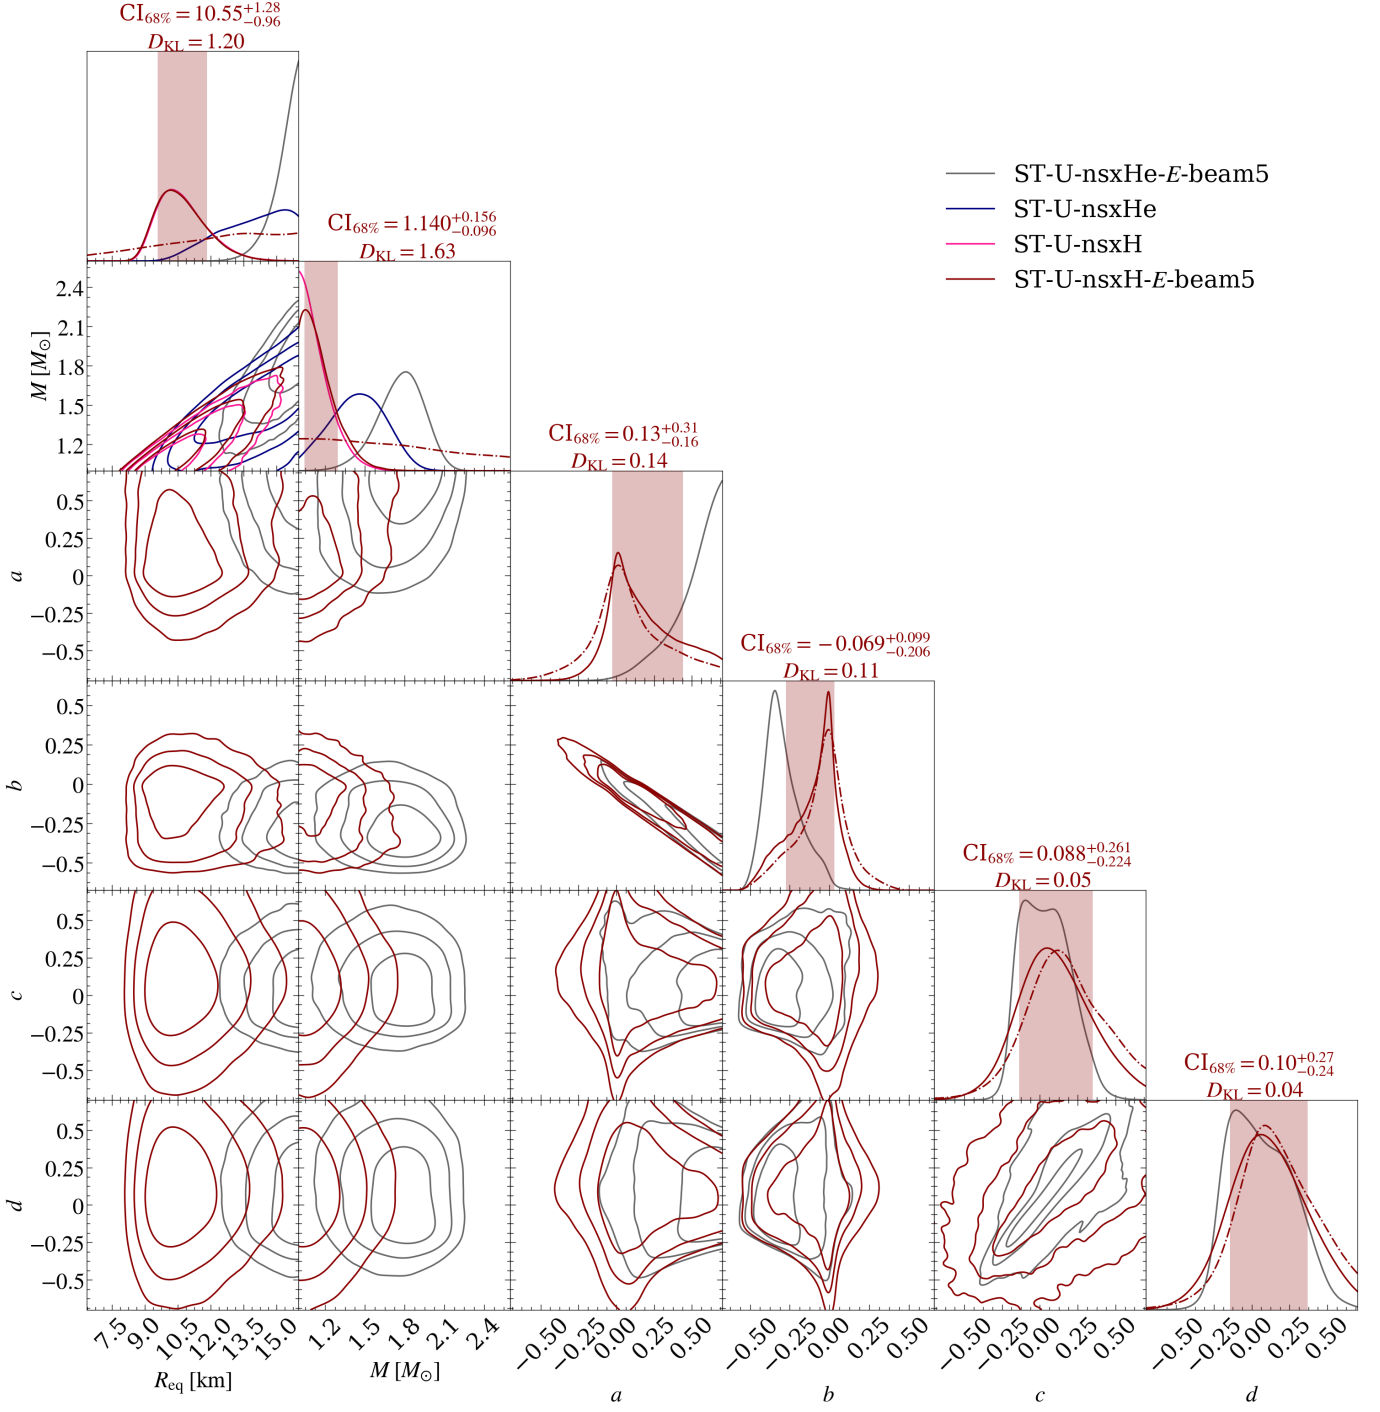 CI68% = 10.55 +1.28 −0.96
DKL = 1.20
ST-U-nsxHe-E-beam5
ST-U-nsxHe
ST-U-nsxH
ST-U-nsxH-E-beam5
CI68% = 1.140 +0.156 −0.096
DKL = 1.63
2.4
2.1
1.8
1.5
1.2
M [M⊙]
CI68% = 0.13 +0.31 −0.16
DKL = 0.14
0.5
0.25
0
−0.25
−0.5
a
CI68% = −0.069 +0.099 −0.206
DKL = 0.11
0.5
0.25
0
−0.25
−0.5
b
CI68% = 0.088 +0.261 −0.224
DKL = 0.05
0.5
0.25
0
−0.25
−0.5
c
CI68% = 0.10 +0.27 −0.24
DKL = 0.04
0.5
0.25
0
−0.25
−0.5
d
7.5 9.0 10.5 12.0 13.5 15.0
1.2 1.5 1.8 2.1 2.4
−0.50 −0.25 0.00 0.25 0.50
−0.50 −0.25 0.00 0.25 0.50
−0.50 −0.25 0.00 0.25 0.50
−0.50 −0.25 0.00 0.25 0.50
Req [km]
M [M⊙]
a
b
c
d